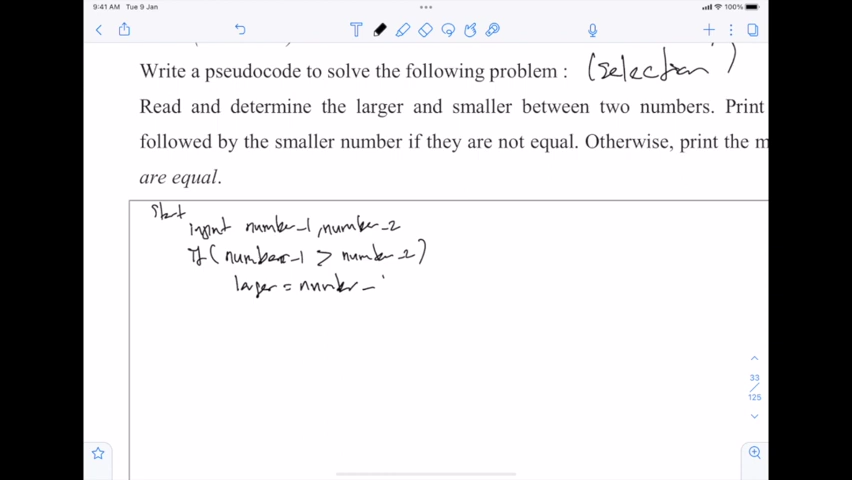 9:41 AM Tue 9 Jan
100%
Write a pseudocode to solve the following problem : (selection)
Read and determine the larger and smaller between two numbers. Print
followed by the smaller number if they are not equal. Otherwise, print the m
are equal.
start
input number_1, number_2
If (number_1 > number_2)
larger = number_
33
125